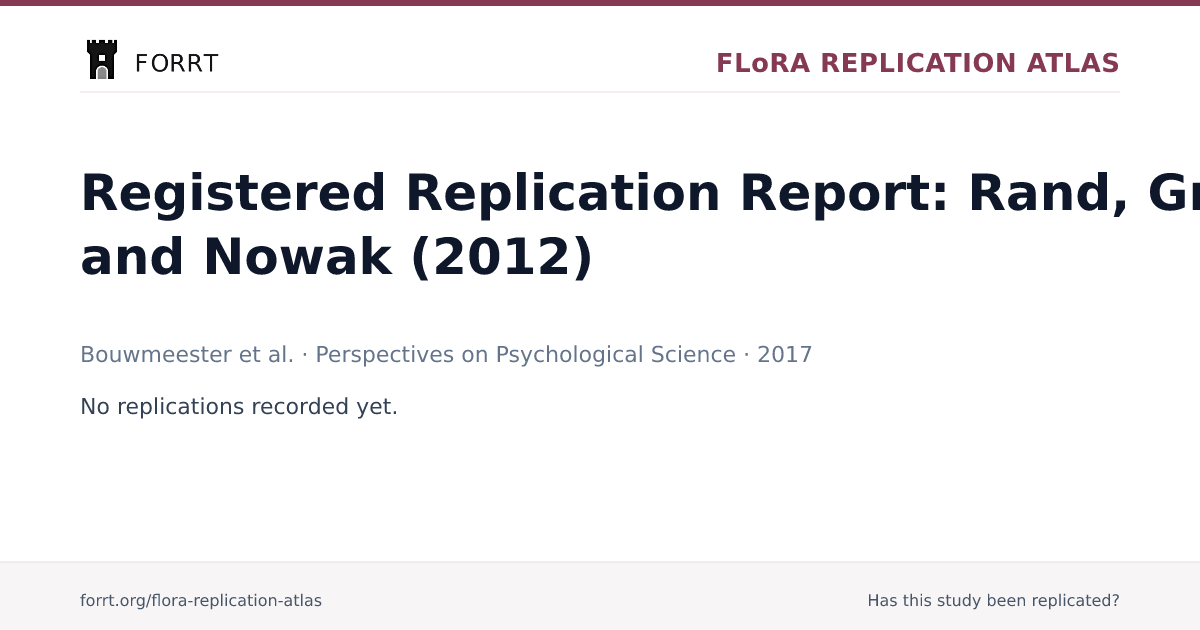 FORRT
FLoRA REPLICATION ATLAS
Registered Replication Report: Rand,
and Nowak (2012)
Bouwmeester et al. · Perspectives on Psychological Science · 2017
No replications recorded yet.
forrt.org/flora-replication-atlas
Has this study been replicated?